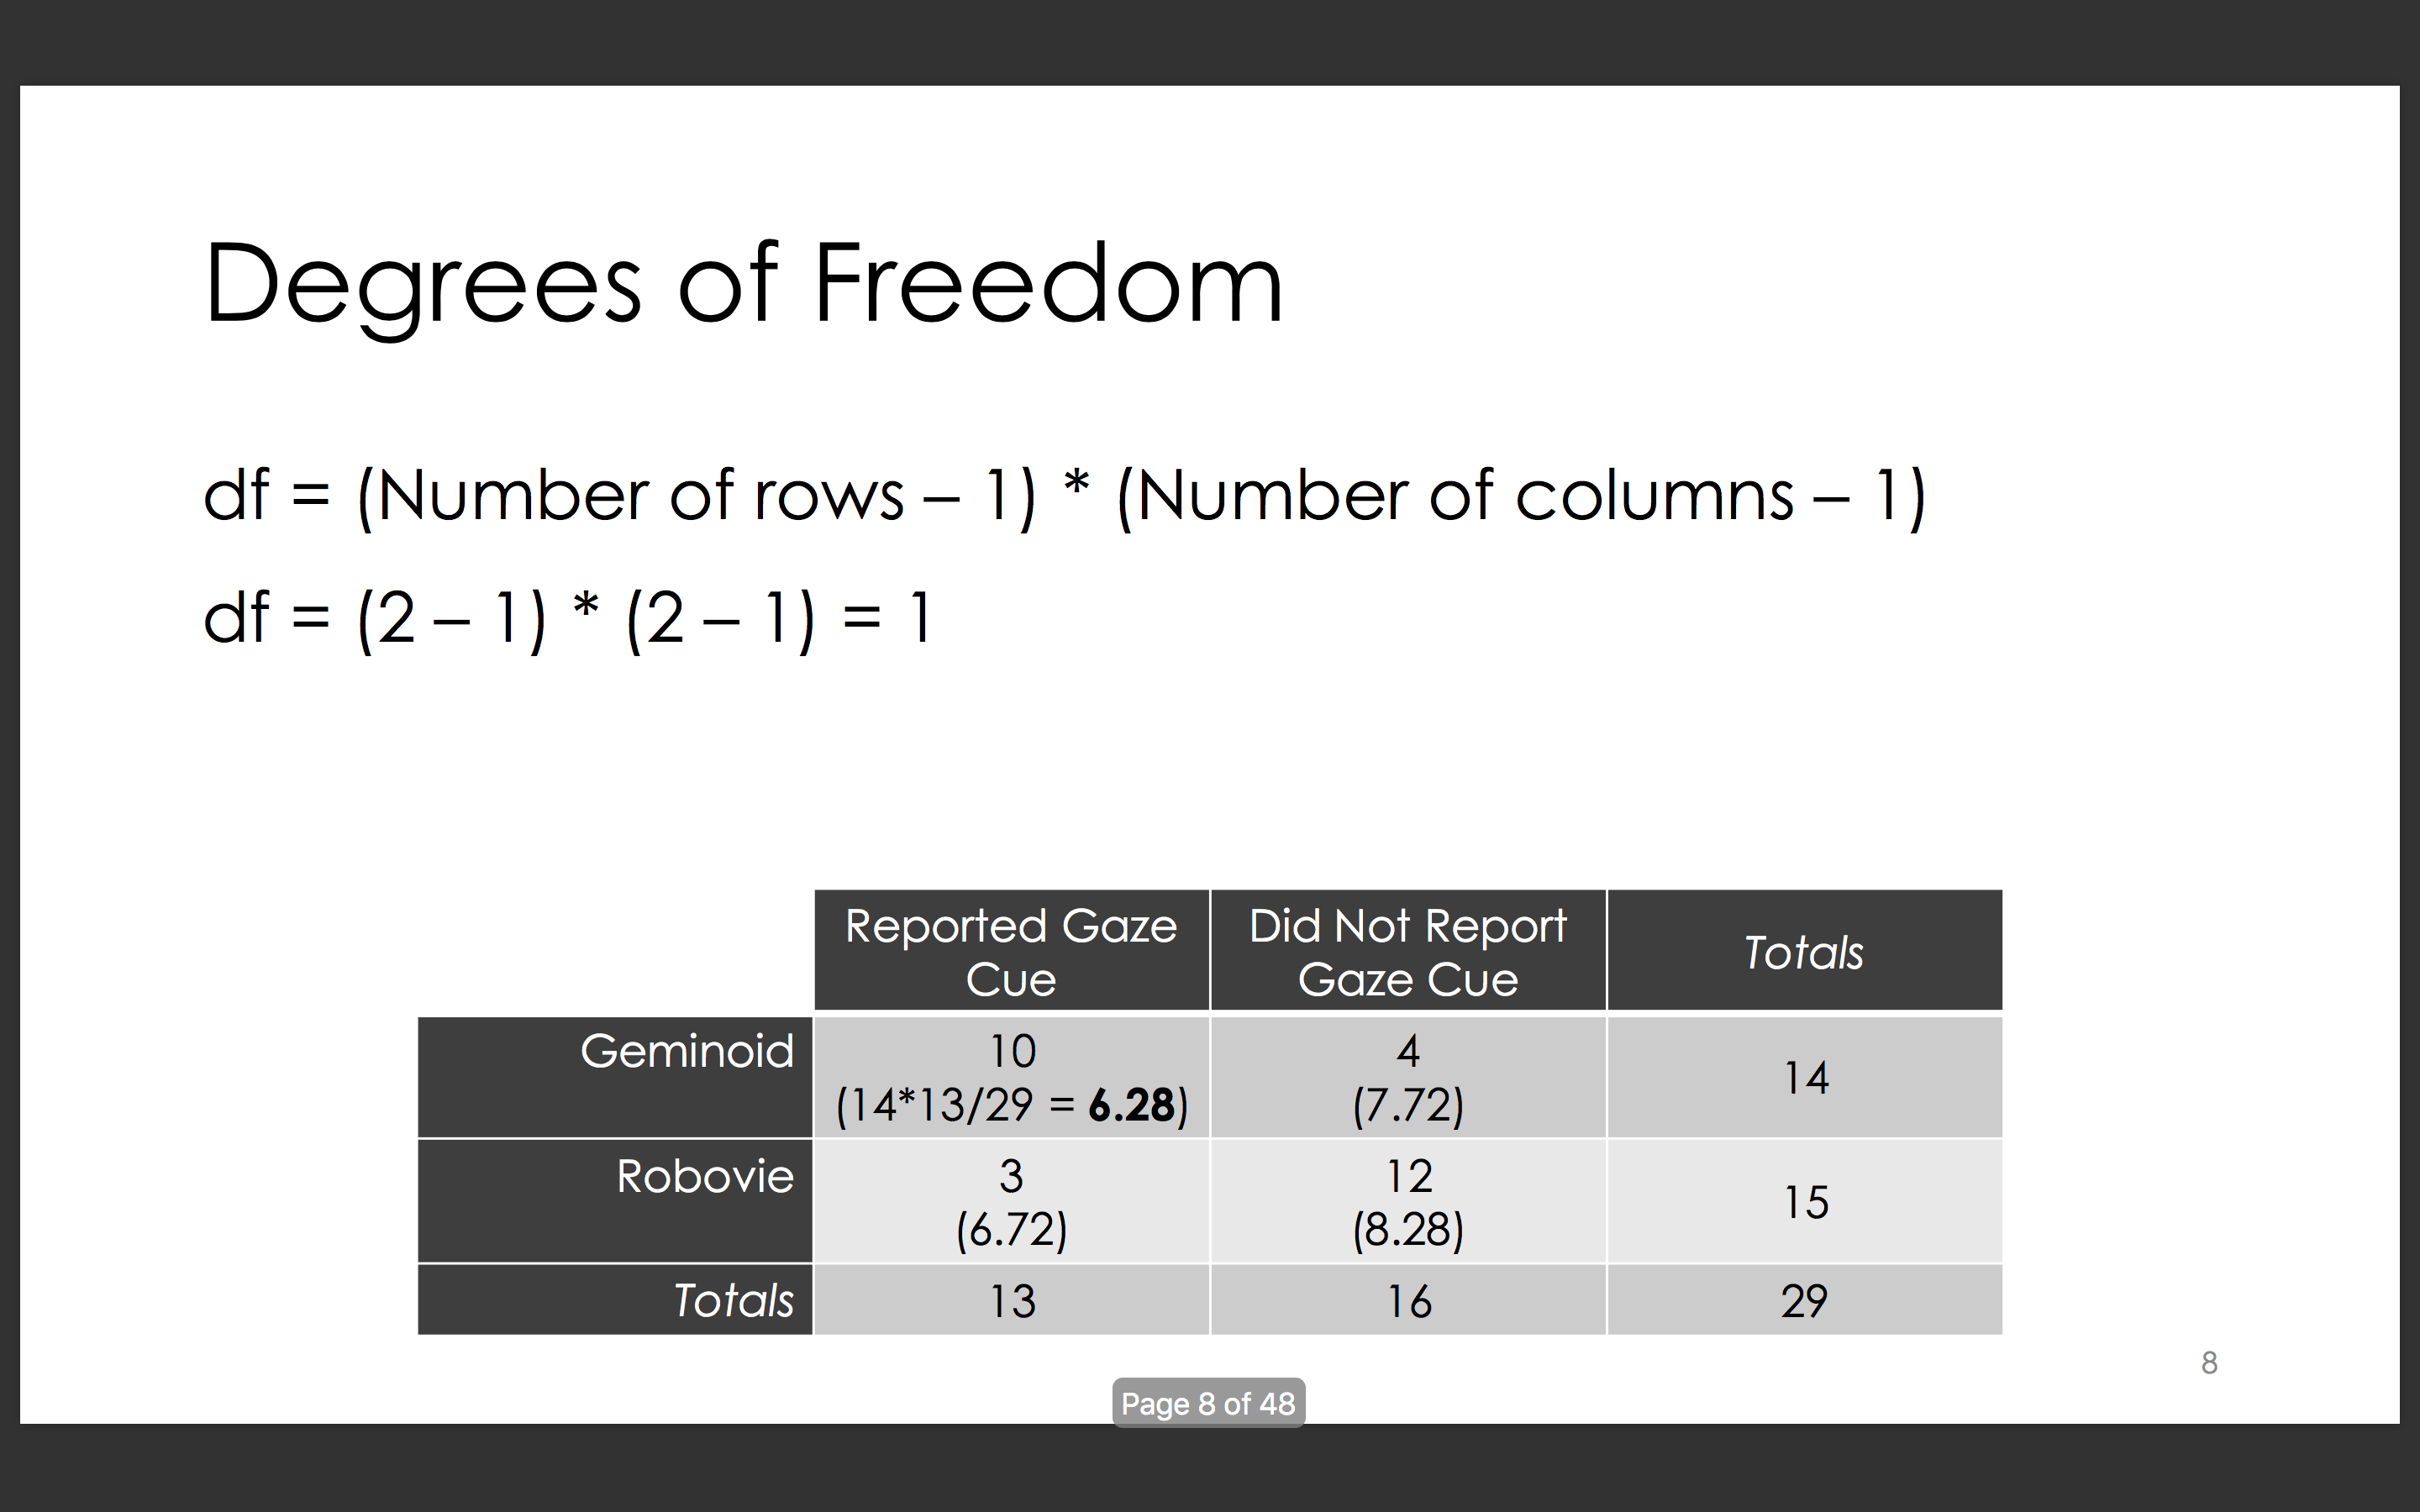 Degrees of Freedom
df = (Number of rows – 1) * (Number of columns – 1)
df = (2 – 1) * (2 – 1) = 1
Reported Gaze Cue
Did Not Report Gaze Cue
Totals
Geminoid
10
(14*13/29 = 6.28)
4
(7.72)
14
Robovie
3
(6.72)
12
(8.28)
15
Totals
13
16
29
8
Page 8 of 48